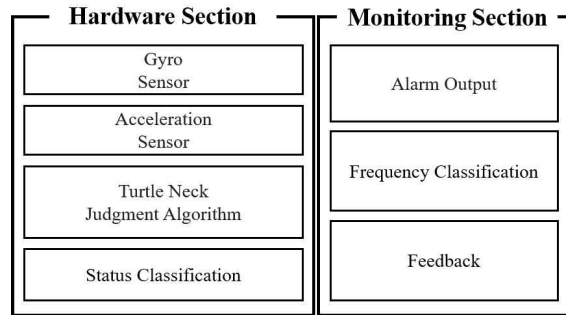 Hardware Section
Gyro
Sensor
Acceleration
Sensor
Turtle Neck
Judgment Algorithm
Status Classification
Monitoring Section
Alarm Output
Frequency Classification
Feedback